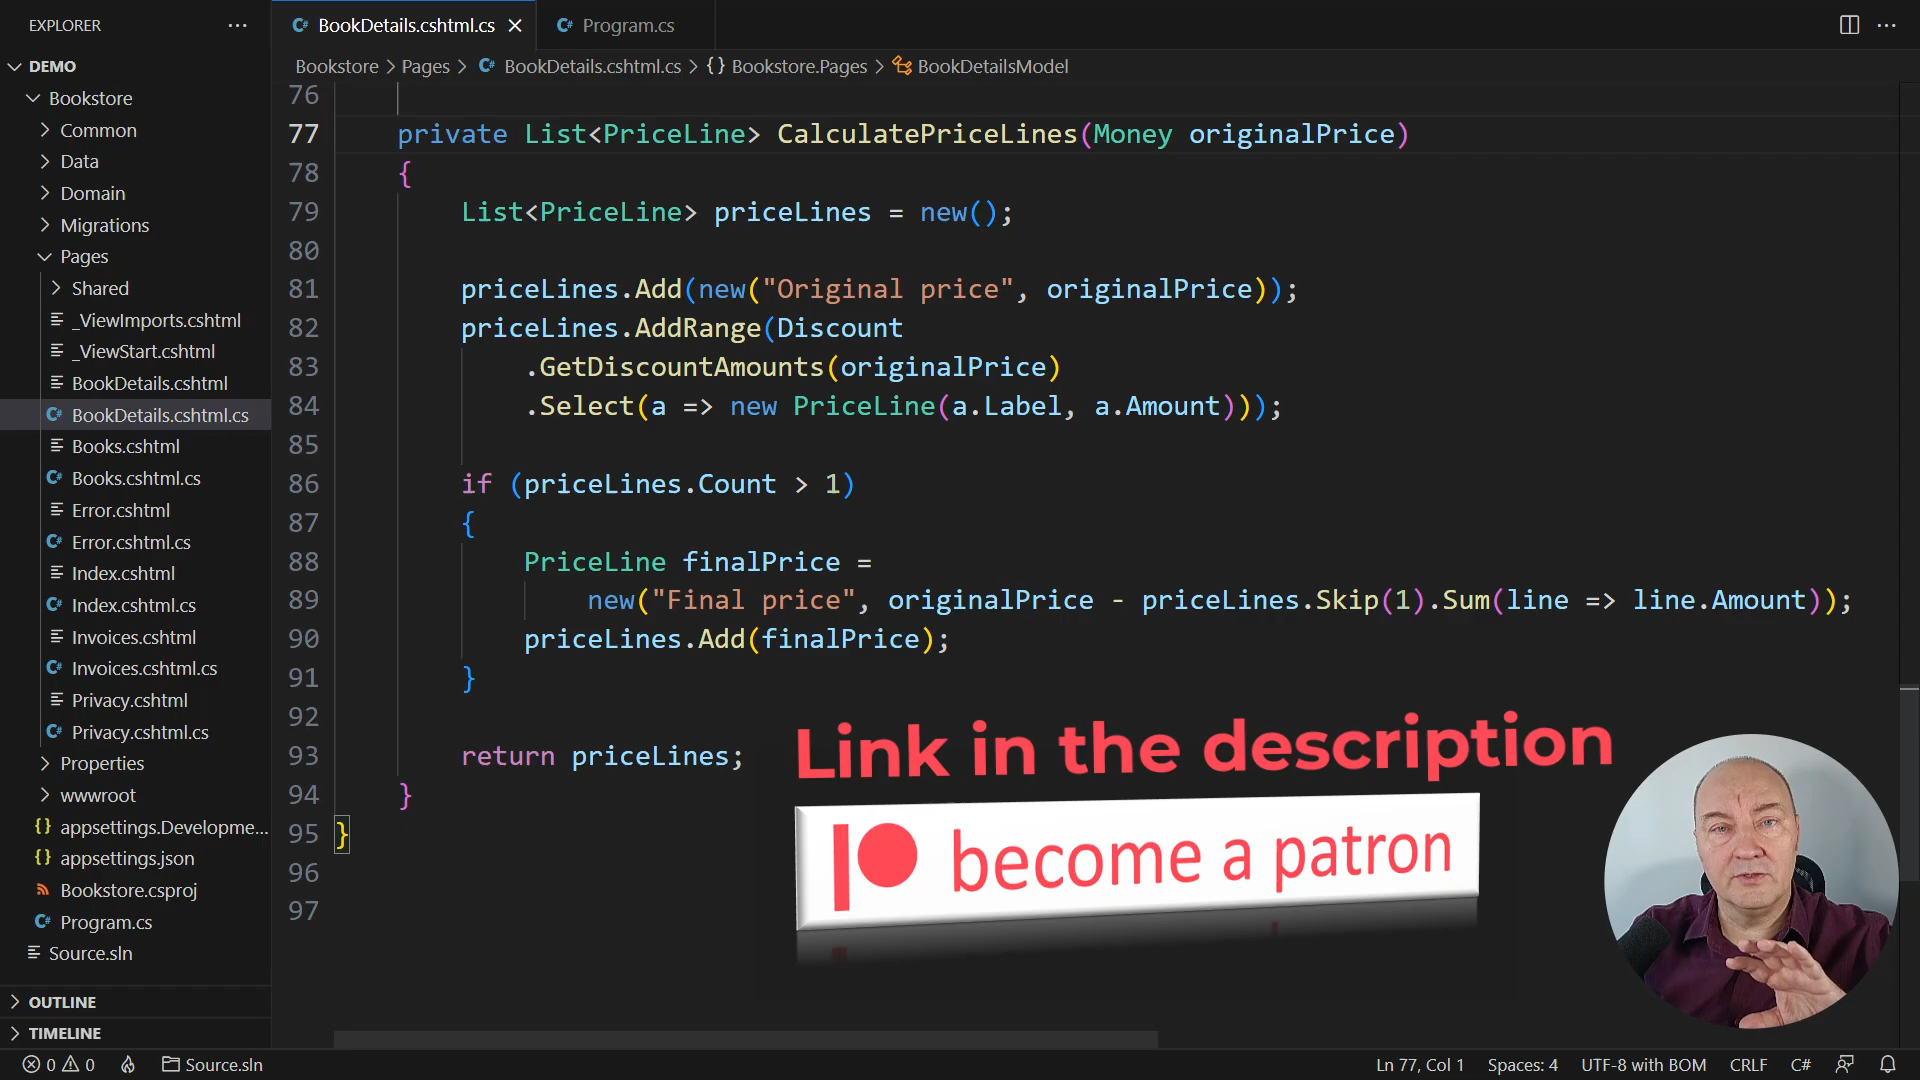 EXPLORER
DEMO
Bookstore
Common
Data
Domain
Migrations
Pages
Shared
_ViewImports.cshtml
_ViewStart.cshtml
BookDetails.cshtml
BookDetails.cshtml.cs
Books.cshtml
Books.cshtml.cs
Error.cshtml
Error.cshtml.cs
Index.cshtml
Index.cshtml.cs
Invoices.cshtml
Invoices.cshtml.cs
Privacy.cshtml
Privacy.cshtml.cs
Properties
wwwroot
appsettings.Developme...
appsettings.json
Bookstore.csproj
Program.cs
Source.sln
OUTLINE
TIMELINE
BookDetails.cshtml.cs
Program.cs
Bookstore > Pages > BookDetails.cshtml.cs > {} Bookstore.Pages > BookDetailsModel
76
77 private List<PriceLine> CalculatePriceLines(Money originalPrice)
78 {
79 List<PriceLine> priceLines = new();
80
81 priceLines.Add(new("Original price", originalPrice));
82 priceLines.AddRange(Discount
83 .GetDiscountAmounts(originalPrice)
84 .Select(a => new PriceLine(a.Label, a.Amount)));
85
86 if (priceLines.Count > 1)
87 {
88 PriceLine finalPrice =
89 new("Final price", originalPrice - priceLines.Skip(1).Sum(line => line.Amount));
90 priceLines.Add(finalPrice);
91 }
92
93 return priceLines;
94 }
95 }
96
97
Link in the description
become a patron
0 0 Source.sln
Ln 77, Col 1 Spaces: 4 UTF-8 with BOM CRLF C#